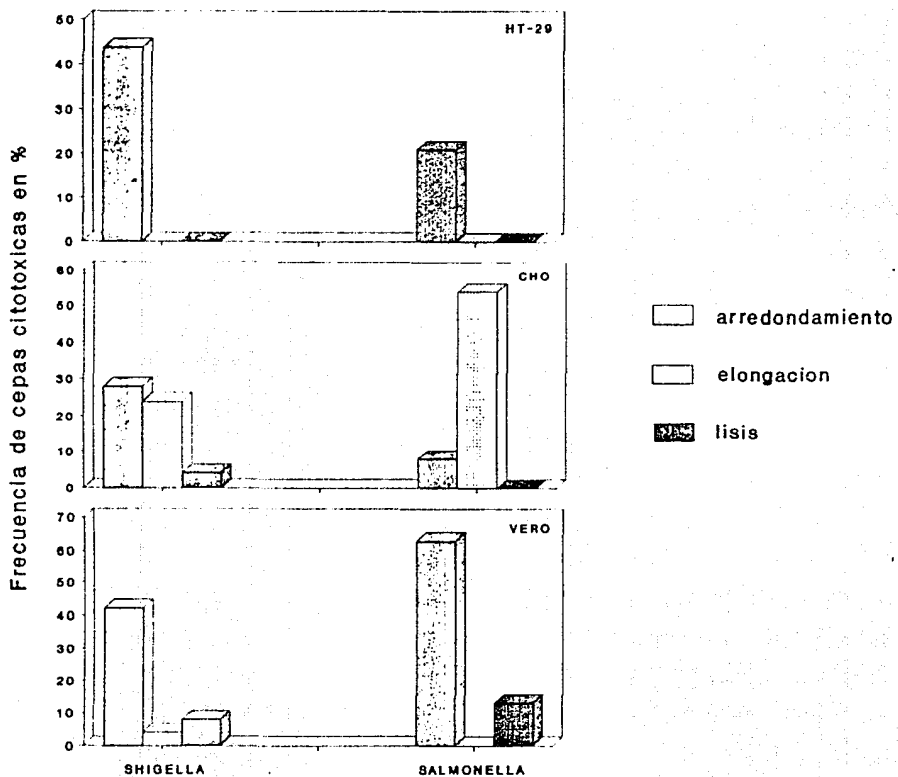 Frecuencia de cepas citotoxicas en %
50
HT-29
40
30
20
10
0
60
CHO
50
40
30
20
10
0
70
VERO
60
50
40
30
20
10
0
SHIGELLA SALMONELLA
arredondamiento
elongacion
lisis